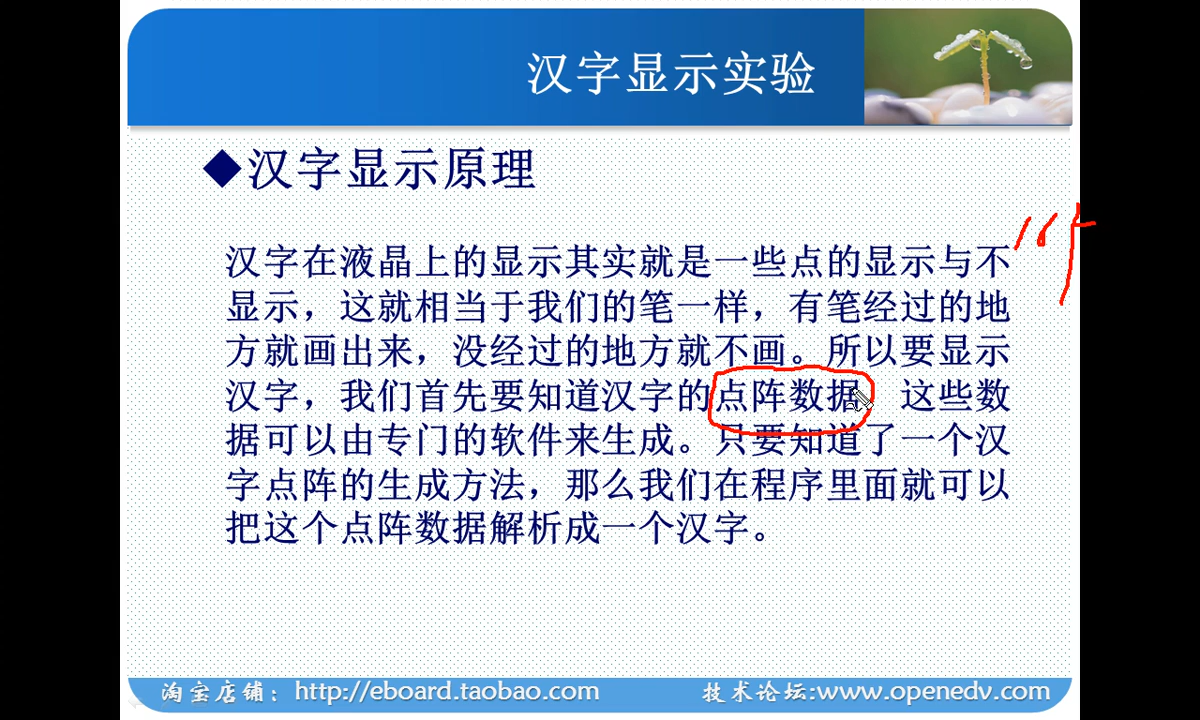 汉字显示实验
◆汉字显示原理
汉字在液晶上的显示其实就是一些点的显示与不
显示，这就相当于我们的笔一样，有笔经过的地
方就画出来，没经过的地方就不画。所以要显示
汉字，我们首先要知道汉字的点阵数据，这些数
据可以由专门的软件来生成。只要知道了一个汉
字点阵的生成方法，那么我们在程序里面就可以
把这个点阵数据解析成一个汉字。
淘宝店铺：http://eboard.taobao.com
技术论坛:www.openedv.com